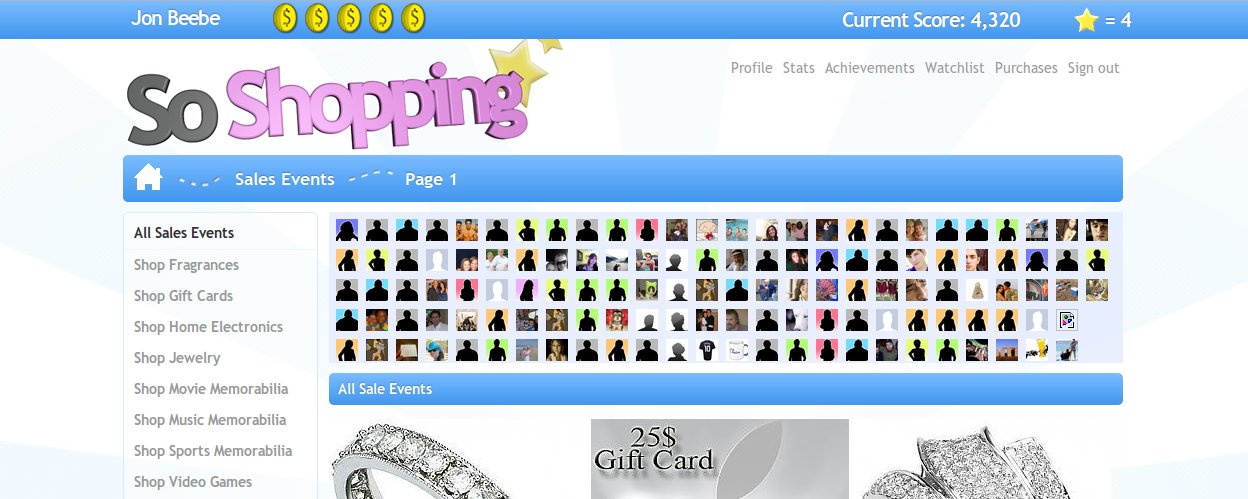 Jon Beebe
Current Score: 4,320
= 4
So Shopping
Profile Stats Achievements Watchlist Purchases Sign out
Sales Events
Page 1
All Sales Events
Shop Fragrances
Shop Gift Cards
Shop Home Electronics
Shop Jewelry
Shop Movie Memorabilia
Shop Music Memorabilia
Shop Sports Memorabilia
Shop Video Games
All Sale Events
25$
Gift Card